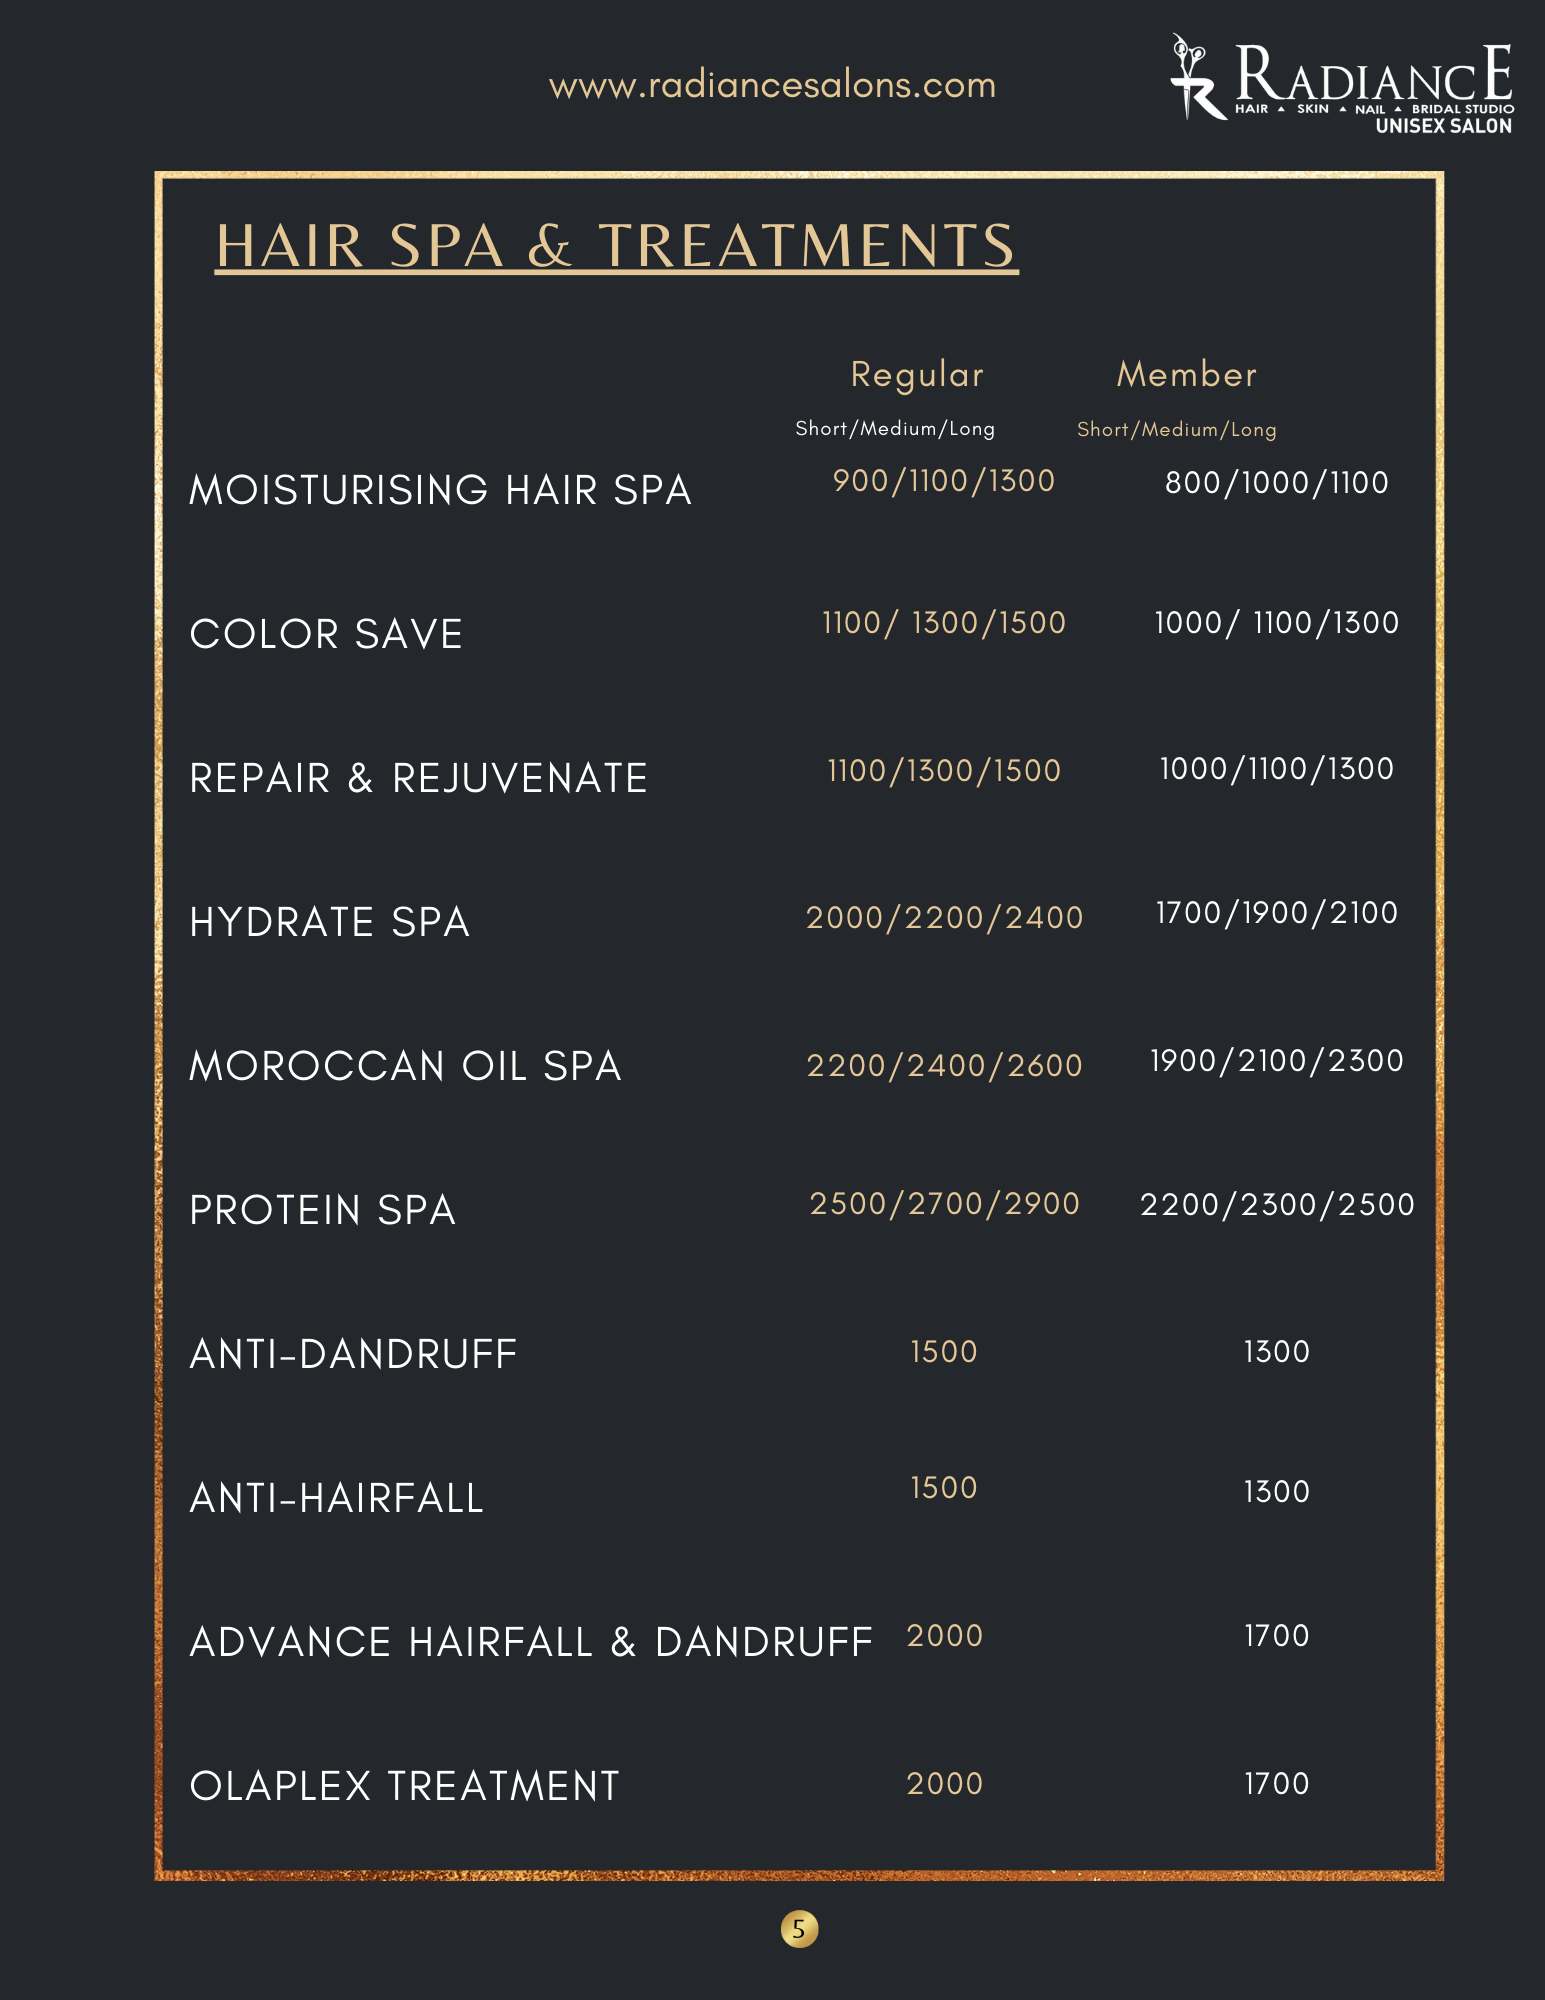 www.radiancesalons.com
RADIANCE
HAIR ▲ SKIN ▲ NAIL ▲ BRIDAL STUDIO
UNISEX SALON
HAIR SPA & TREATMENTS
Regular Member
Short/Medium/Long Short/Medium/Long
MOISTURISING HAIR SPA 900/1100/1300 800/1000/1100
COLOR SAVE 1100/ 1300/1500 1000/ 1100/1300
REPAIR & REJUVENATE 1100/1300/1500 1000/1100/1300
HYDRATE SPA 2000/2200/2400 1700/1900/2100
MOROCCAN OIL SPA 2200/2400/2600 1900/2100/2300
PROTEIN SPA 2500/2700/2900 2200/2300/2500
ANTI-DANDRUFF 1500 1300
ANTI-HAIRFALL 1500 1300
ADVANCE HAIRFALL & DANDRUFF 2000 1700
OLAPLEX TREATMENT 2000 1700
5